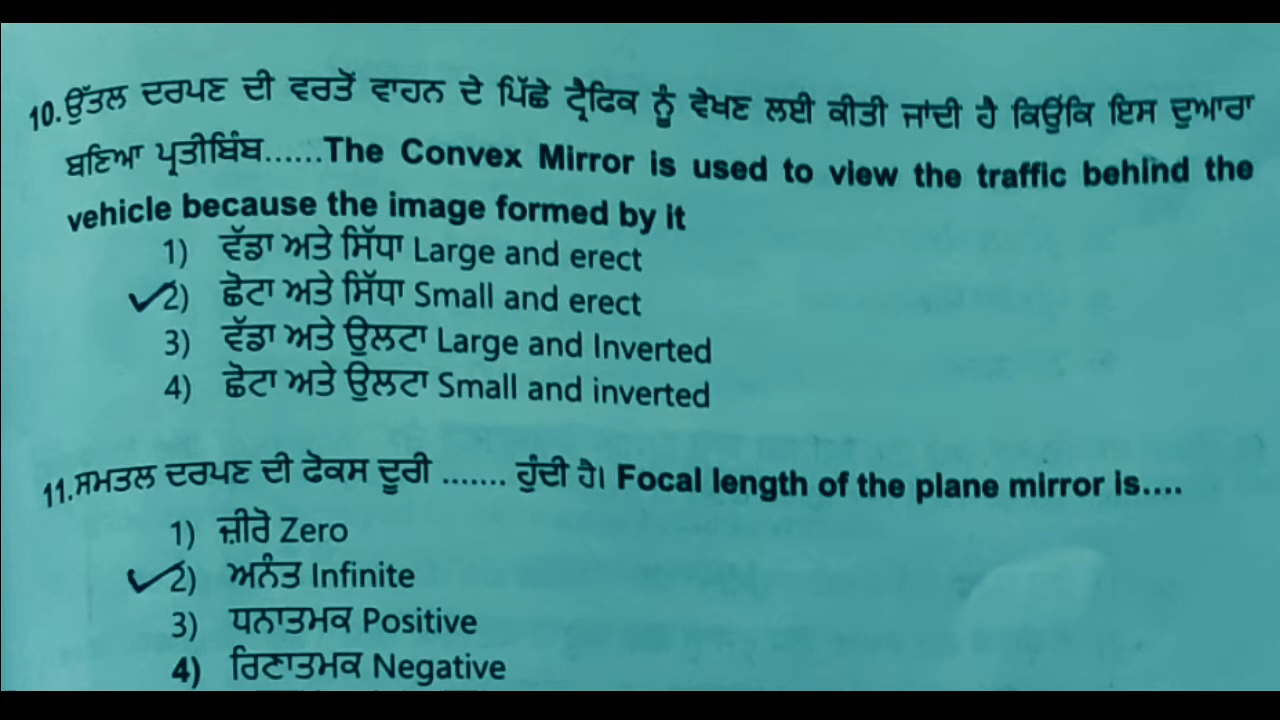 10. ਉੱਤਲ ਦਰਪਣ ਦੀ ਵਰਤੋਂ ਵਾਹਨ ਦੇ ਪਿੱਛੇ ਟ੍ਰੈਫਿਕ ਨੂੰ ਵੇਖਣ ਲਈ ਕੀਤੀ ਜਾਂਦੀ ਹੈ ਕਿਉਂਕਿ ਇਸ ਦੁਆਰਾ
ਬਣਿਆ ਪ੍ਰਤੀਬਿੰਬ......The Convex Mirror is used to view the traffic behind the
vehicle because the image formed by it
1) ਵੱਡਾ ਅਤੇ ਸਿੱਧਾ Large and erect
2) ਛੋਟਾ ਅਤੇ ਸਿੱਧਾ Small and erect
3) ਵੱਡਾ ਅਤੇ ਉਲਟਾ Large and Inverted
4) ਛੋਟਾ ਅਤੇ ਉਲਟਾ Small and inverted
11. ਸਮਤਲ ਦਰਪਣ ਦੀ ਫੋਕਸ ਦੂਰੀ ....... ਹੁੰਦੀ ਹੈ। Focal length of the plane mirror is....
1) ਜ਼ੀਰੋ Zero
2) ਅਨੰਤ Infinite
3) ਧਨਾਤਮਕ Positive
4) ਰਿਣਾਤਮਕ Negative